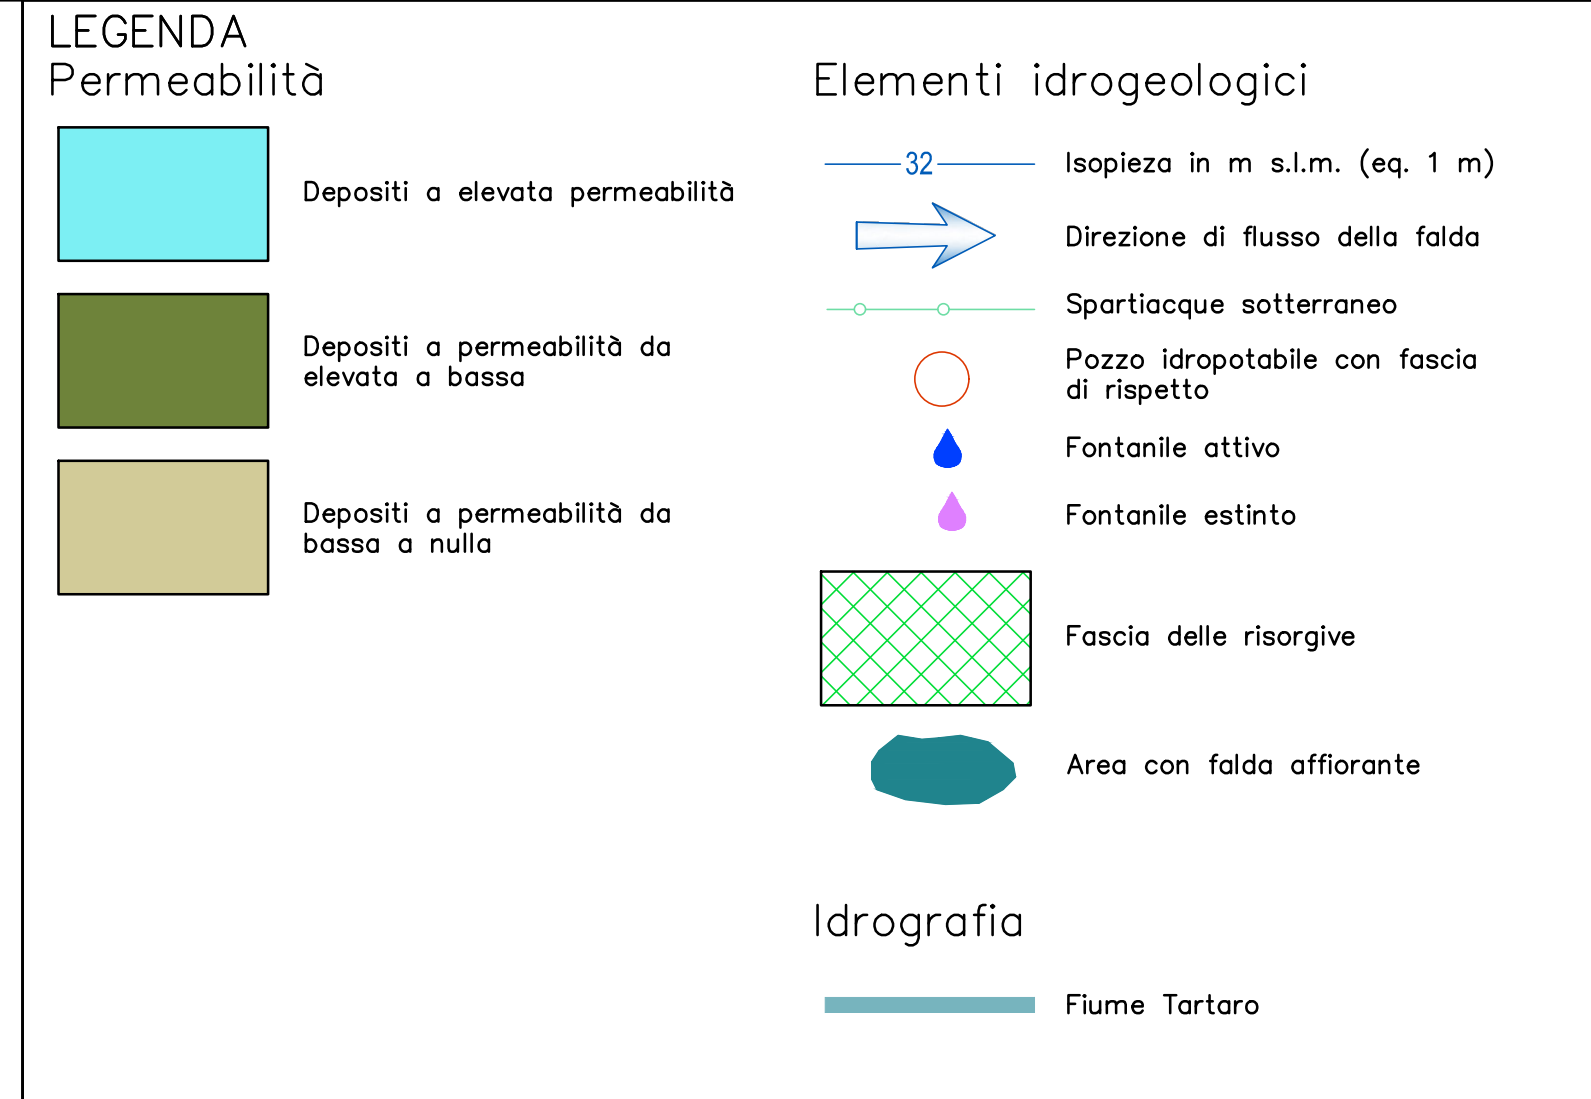 LEGENDA
Permeabilità
Depositi a elevata permeabilità
Depositi a permeabilità da
elevata a bassa
Depositi a permeabilità da
bassa a nulla
Elementi idrogeologici
32
Isopieza in m s.l.m. (eq. 1 m)
Direzione di flusso della falda
Spartiacque sotterraneo
Pozzo idropotabile con fascia
di rispetto
Fontanile attivo
Fontanile estinto
Fascia delle risorgive
Area con falda affiorante
Idrografia
Fiume Tartaro